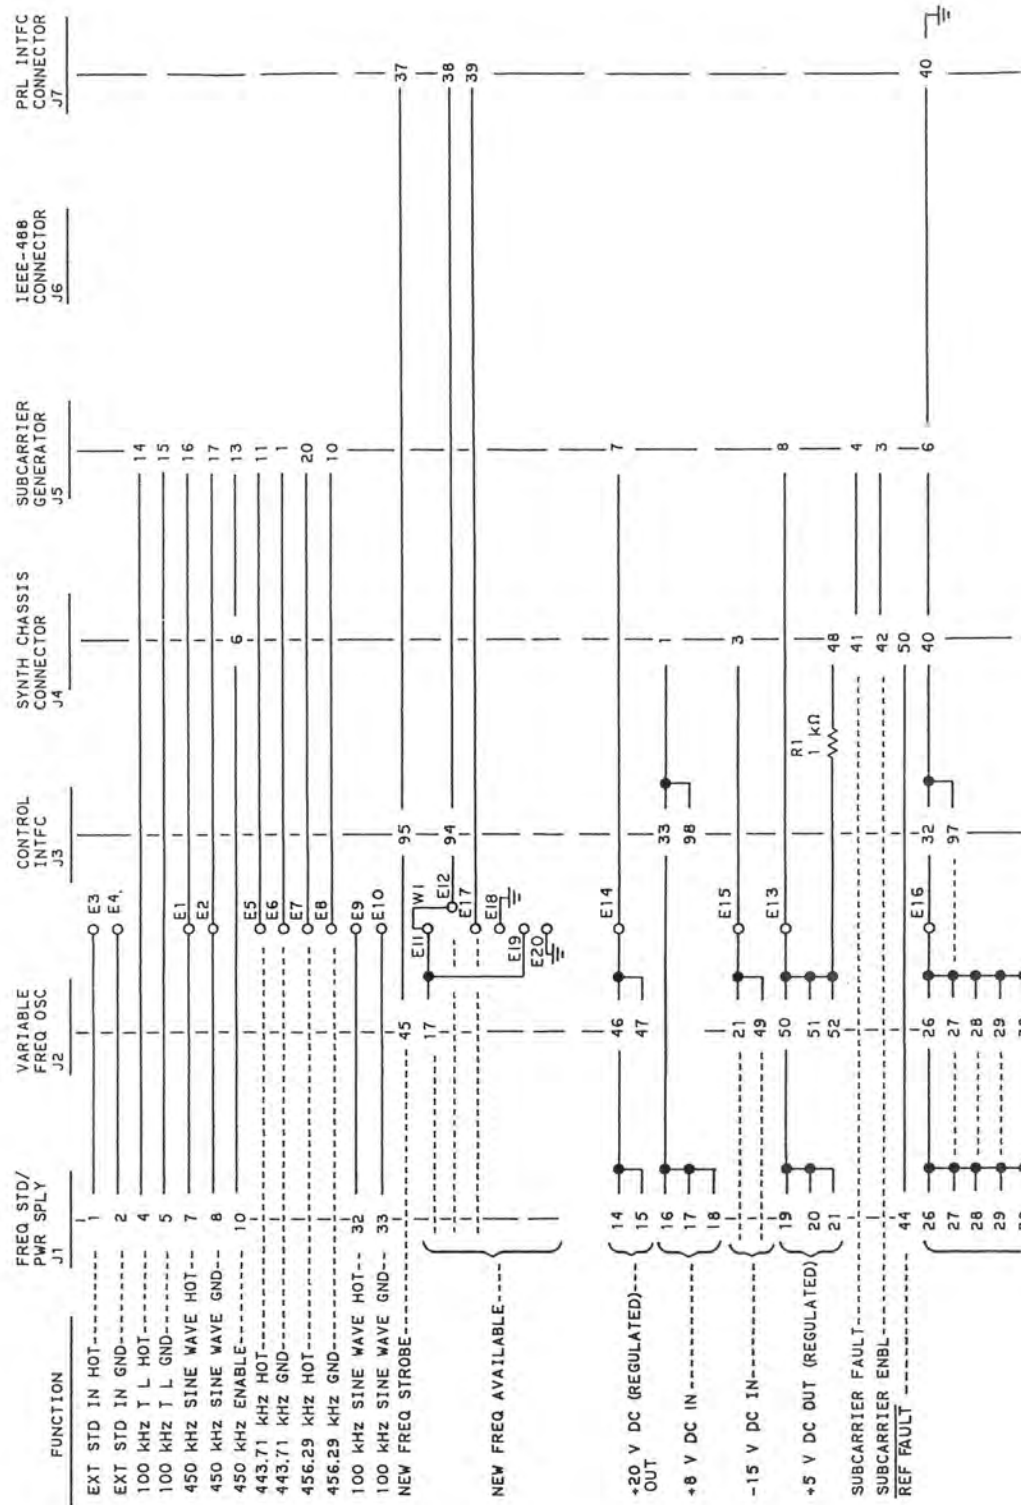 FUNCTION
FREQ STD/
PWR SPLY
J1
VARIABLE
FREQ OSC
J2
CONTROL
INTFC
J3
SYNTH CHASSIS
CONNECTOR
J4
SUBCARRIER
GENERATOR
J5
IEEE-488
CONNECTOR
J6
PRL INTFC
CONNECTOR
J7
EXT STD IN HOT 1 E3
EXT STD IN GND 2 E4
100 kHz T L HOT 4 14
100 kHz T L GND 5 15
450 kHz SINE WAVE HOT 7 E1 16
450 kHz SINE WAVE GND 8 E2 17
450 kHz ENABLE 10 6 13
443.71 kHz HOT E5 11
443.71 kHz GND E6 1
456.29 kHz HOT E7 20
456.29 kHz GND E8 10
100 kHz SINE WAVE HOT 32 E9
100 kHz SINE WAVE GND 33 E10
NEW FREQ STROBE 45 95 37
17 E11 W1
E12 94 38
E17 39
NEW FREQ AVAILABLE E18
E19
E20
+20 V DC (REGULATED) 14 46 E14 7
OUT 15 47
+8 V DC IN 16 33 1
17 98
18
-15 V DC IN 21 E15 3
49
+5 V DC OUT (REGULATED) 19 50 E13 8
20 51
21 52 R1 1 kΩ 48
SUBCARRIER FAULT 41 4
SUBCARRIER ENBL 42 3
REF FAULT 44 50
26 26 E16 32 40 6 40
27 27 97
28 28
29 29